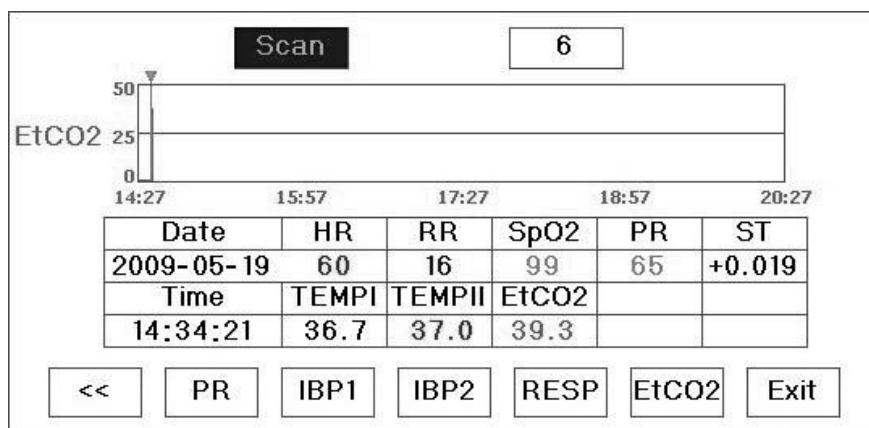 Scan 6
50
EtCO2 25
0
14:27 15:57 17:27 18:57 20:27
Date HR RR SpO2 PR ST
2009-05-19 60 16 99 65 +0.019
Time TEMPI TEMPII EtCO2
14:34:21 36.7 37.0 39.3
<< PR IBP1 IBP2 RESP EtCO2 Exit